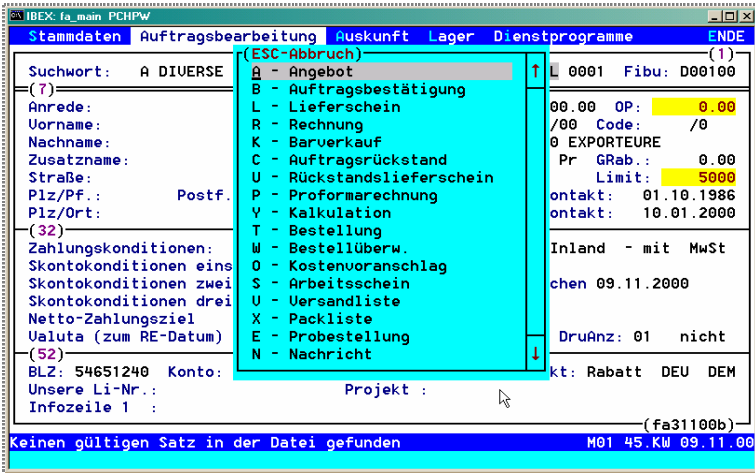 IBEX: fa_main PCHPW
Stammdaten Auftragsbearbeitung Auskunft Lager Dienstprogramme ENDE
(ESC-Abbruch) (1)
Suchwort: A DIVERSE A - Angebot ↑ L 0001 Fibu: D00100
(7) B - Auftragsbestätigung
Anrede: L - Lieferschein 00.00 OP: 0.00
Vorname: R - Rechnung /00 Code: /0
Nachname: K - Barverkauf 0 EXPORTEURE
Zusatzname: C - Auftragsrückstand Pr GRab.: 0.00
Straße: U - Rückstandslieferschein Limit: 5000
Plz/Pf.: Postf. P - Proformarechnung ontakt: 01.10.1986
Plz/Ort: Y - Kalkulation ontakt: 10.01.2000
(32) T - Bestellung
Zahlungskonditionen: W - Bestellüberw. Inland - mit MwSt
Skontokonditionen eins O - Kostenvoranschlag
Skontokonditionen zwei S - Arbeitsschein chen 09.11.2000
Skontokonditionen drei V - Versandliste
Netto-Zahlungsziel X - Packliste
Valuta (zum RE-Datum) E - Probestellung DruAnz: 01 nicht
(52) N - Nachricht ↓
BLZ: 54651240 Konto: kt: Rabatt DEU DEM
Unsere Li-Nr.: Projekt :
Infozeile 1 :
(fa31100b)
Keinen gültigen Satz in der Datei gefunden M01 45.KW 09.11.00